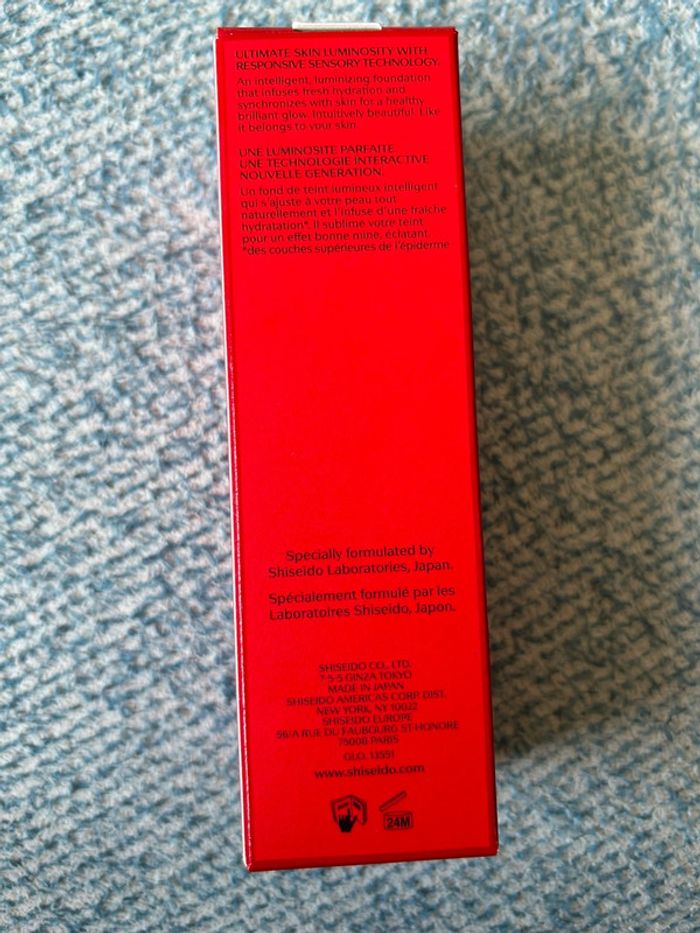 ULTIMATE SKIN LUMINOSITY WITH
RESPONSIVE SENSORY TECHNOLOGY.
An intelligent, luminizing foundation
that infuses fresh hydration and
synchronizes with skin for a healthy
brilliant glow. Intuitively beautiful. Like
it belongs to your skin.
UNE LUMINOSITE PARFAITE
UNE TECHNOLOGIE INTERACTIVE
NOUVELLE GENERATION.
Un fond de teint lumineux intelligent
qui s'ajuste à votre peau tout
naturellement et l'infuse d'une fraîche
hydratation*. Il sublime votre teint
pour un effet bonne mine, éclatant.
*des couches supérieures de l'épiderme
Specially formulated by
Shiseido Laboratories, Japan.
Spécialement formulé par les
Laboratoires Shiseido, Japon.
SHISEIDO CO., LTD.
7-5-5 GINZA TOKYO
MADE IN JAPAN
SHISEIDO AMERICAS CORP. DIST.
NEW YORK, NY 10022
SHISEIDO EUROPE
56/A RUE DU FAUBOURG ST-HONORE
75008 PARIS
GLO. 13551
www.shiseido.com
24M